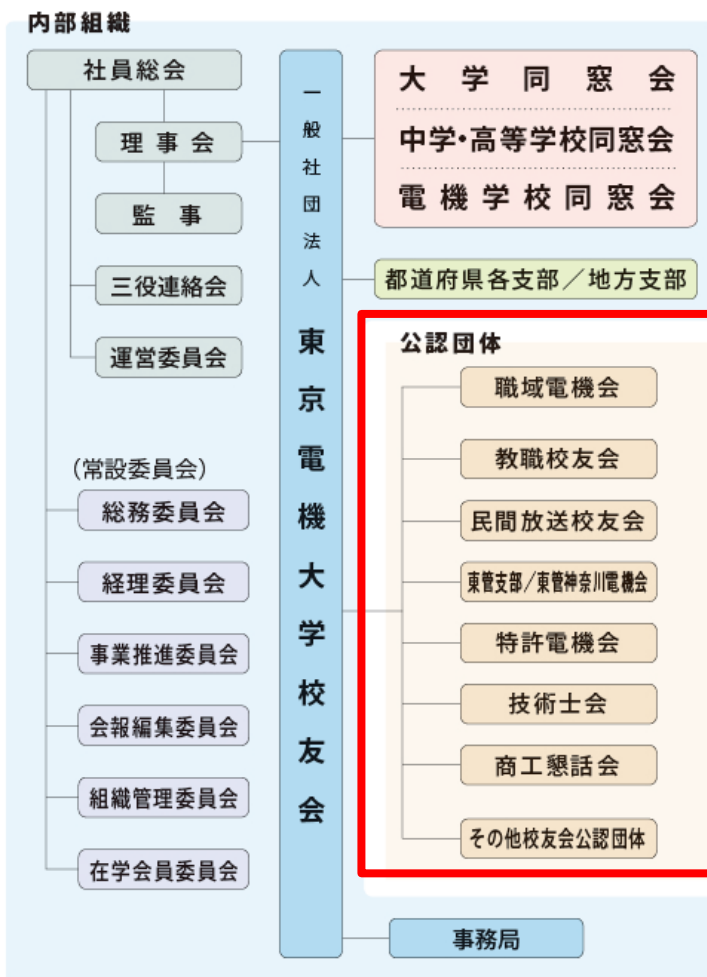 内部組織
社員総会
理事会
監事
三役連絡会
運営委員会
(常設委員会)
総務委員会
経理委員会
事業推進委員会
会報編集委員会
組織管理委員会
在学会員委員会
一般社団法人 東京電機大学校友会
大学同窓会
中学・高等学校同窓会
電機学校同窓会
都道府県各支部／地方支部
公認団体
職域電機会
教職校友会
民間放送校友会
東管支部／東管神奈川電機会
特許電機会
技術士会
商工懇話会
その他校友会公認団体
事務局